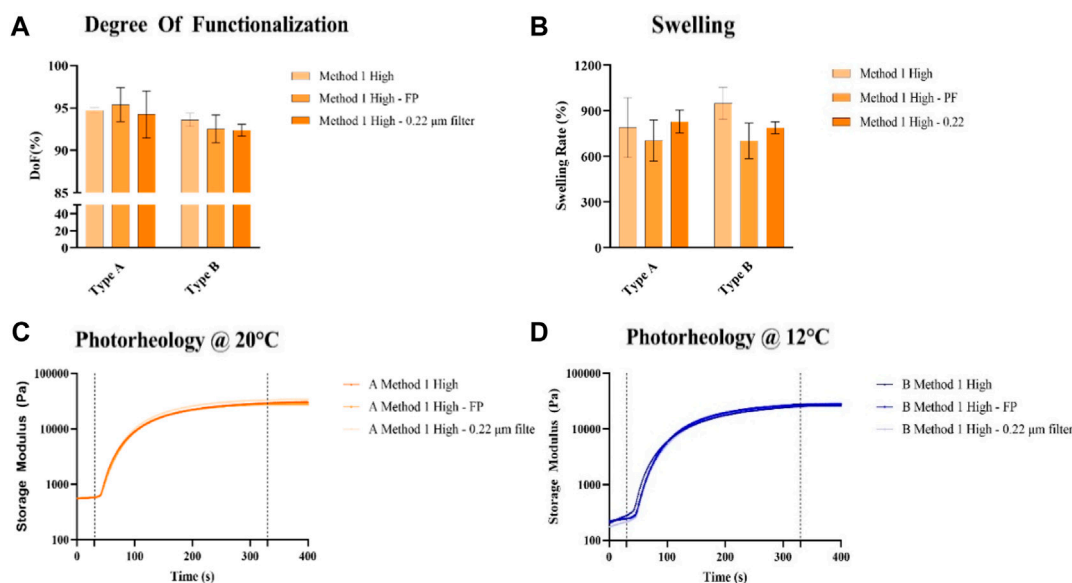 A
Degree Of Functionalization
100
95
90
85
40
20
0
DoF(%)
Type A
Type B
Method 1 High
Method 1 High - FP
Method 1 High - 0.22 μm filter
B
Swelling
1200
900
600
300
0
Swelling Rate (%)
Type A
Type B
Method 1 High
Method 1 High - PF
Method 1 High - 0.22
C
Photorheology @ 20°C
100000
10000
1000
100
Storage Modulus (Pa)
0 100 200 300 400
Time (s)
A Method 1 High
A Method 1 High - FP
A Method 1 High - 0.22 μm filte
D
Photorheology @ 12°C
100000
10000
1000
100
Storage Modulus (Pa)
0 100 200 300 400
Time (s)
B Method 1 High
B Method 1 High - FP
B Method 1 High - 0.22 μm filter